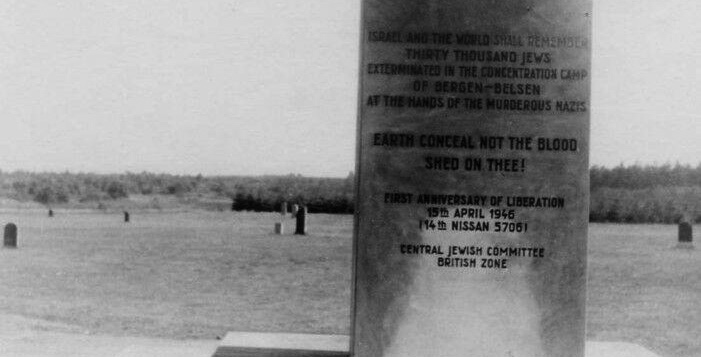 ISRAEL AND THE WORLD SHALL REMEMBER
THIRTY THOUSAND JEWS
EXTERMINATED IN THE CONCENTRATION CAMP
OF BERGEN-BELSEN
AT THE HANDS OF THE MURDEROUS NAZIS
EARTH CONCEAL NOT THE BLOOD
SHED ON THEE!
FIRST ANNIVERSARY OF LIBERATION
15th APRIL 1946
(14th NISSAN 5706)
CENTRAL JEWISH COMMITTEE
BRITISH ZONE